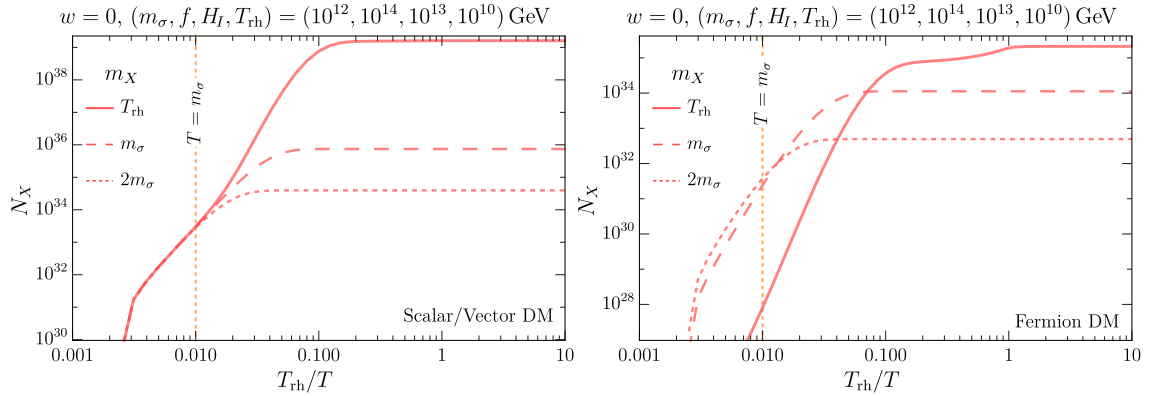 w = 0, (m_σ, f, H_I, T_rh) = (10^12, 10^14, 10^13, 10^10) GeV
10^38
10^36
10^34
10^32
10^30
N_X
m_X
T_rh
m_σ
2m_σ
T = m_σ
Scalar/Vector DM
0.001 0.010 0.100 1 10
T_rh/T
w = 0, (m_σ, f, H_I, T_rh) = (10^12, 10^14, 10^13, 10^10) GeV
10^34
10^32
10^30
10^28
N_X
m_X
T_rh
m_σ
2m_σ
T = m_σ
Fermion DM
0.001 0.010 0.100 1 10
T_rh/T